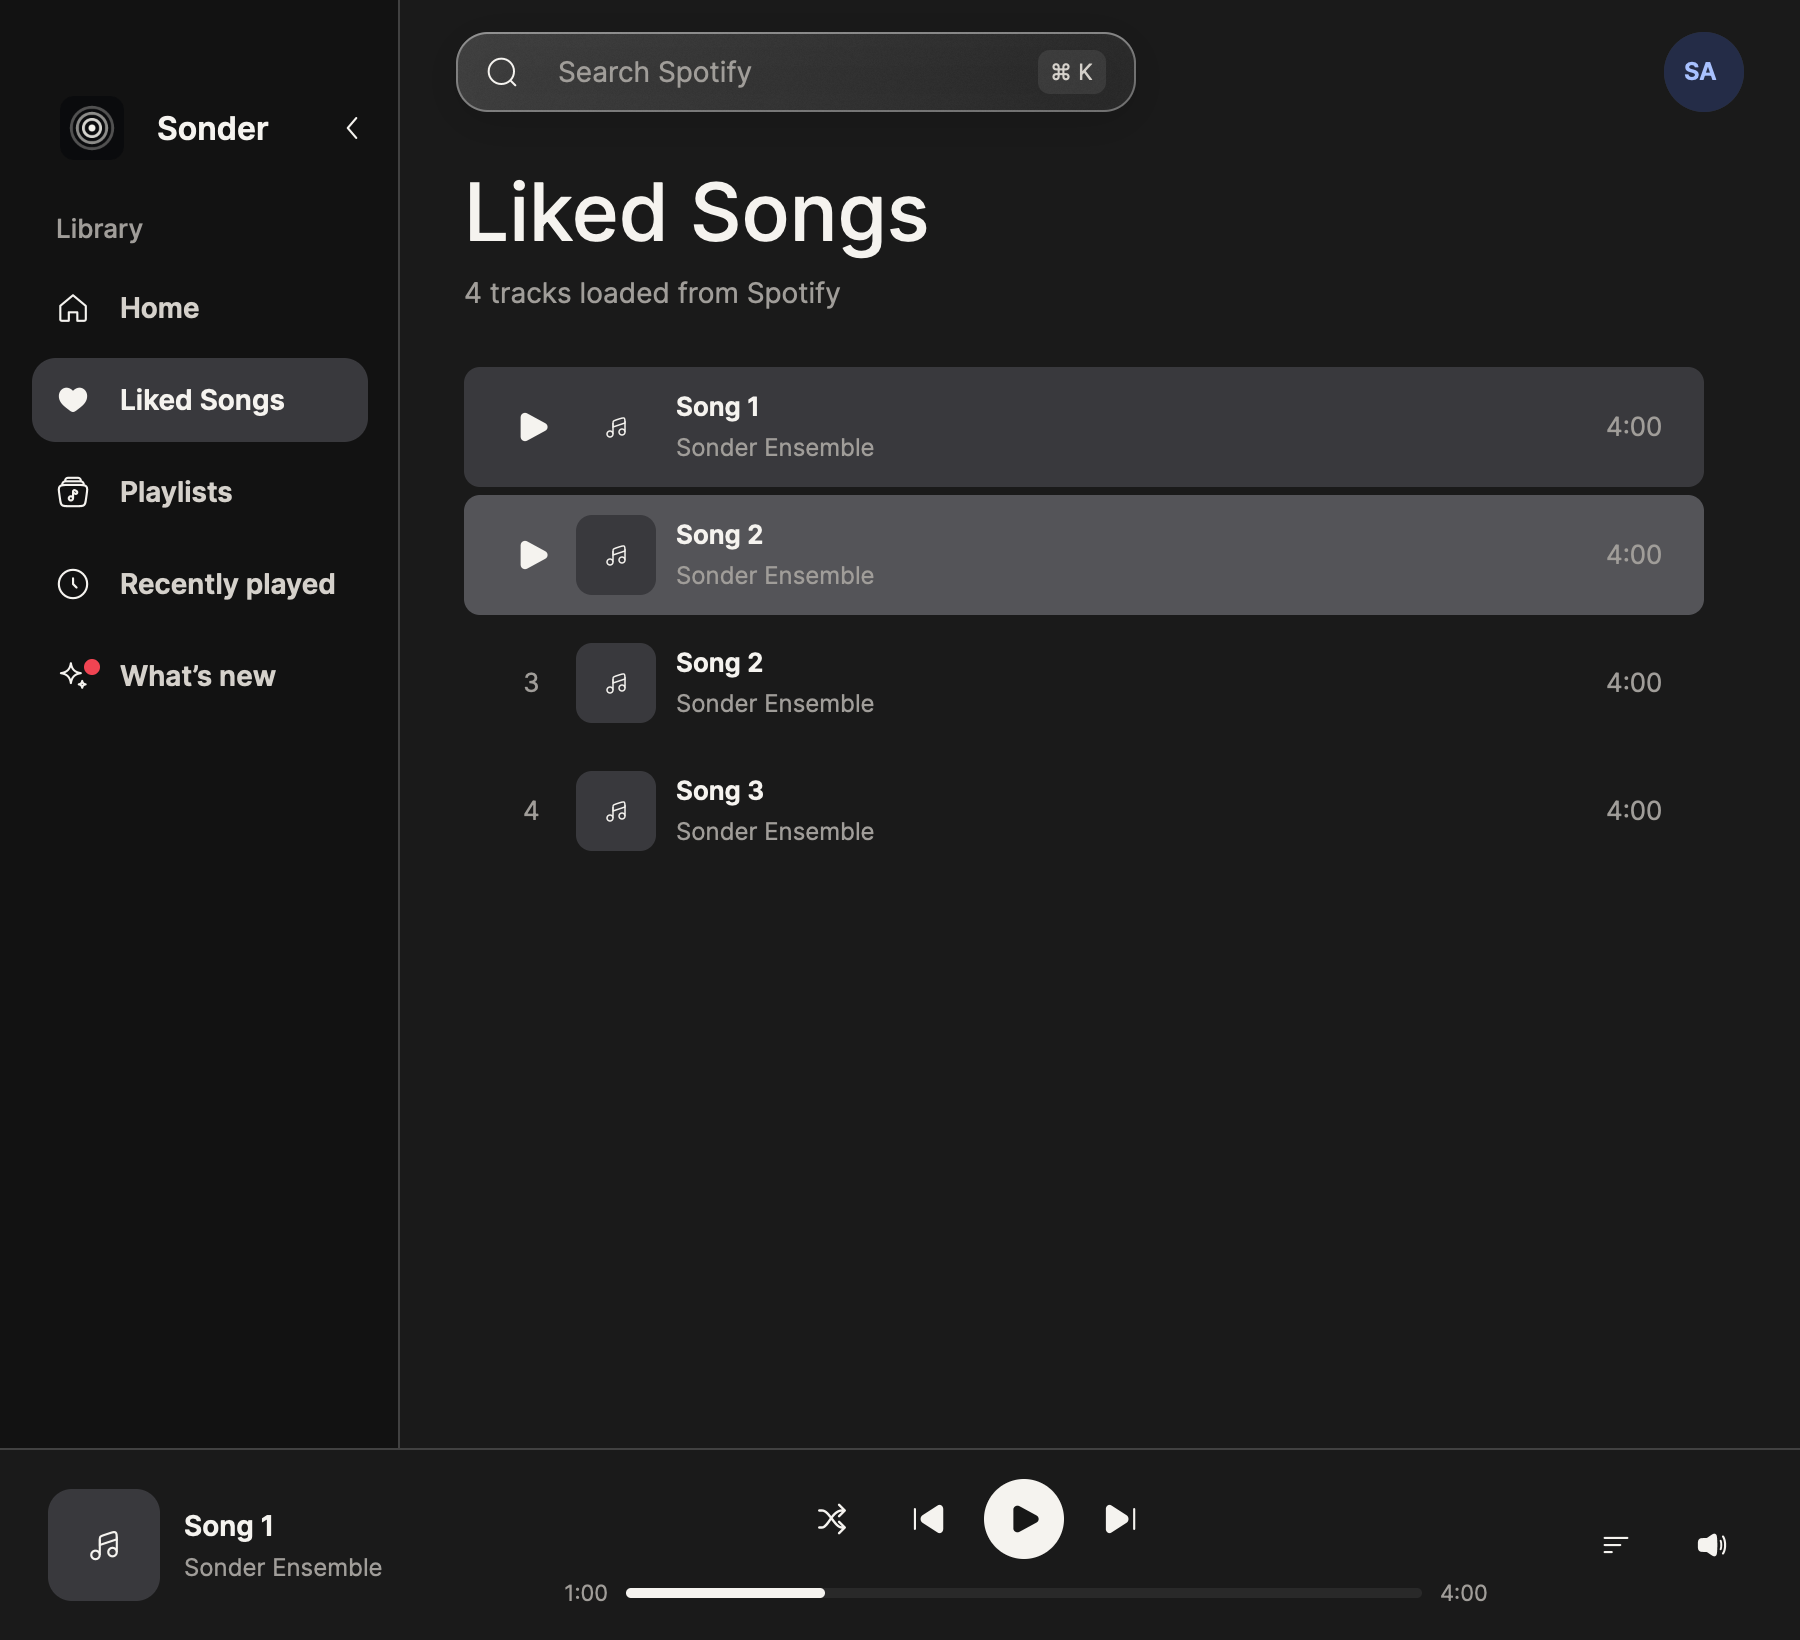 Sonder
Library
Home
Liked Songs
Playlists
Recently played
What’s new
Search Spotify
⌘ K
SA
Liked Songs
4 tracks loaded from Spotify
Song 1
Sonder Ensemble
4:00
Song 2
Sonder Ensemble
4:00
3
Song 2
Sonder Ensemble
4:00
4
Song 3
Sonder Ensemble
4:00
Song 1
Sonder Ensemble
1:00
4:00